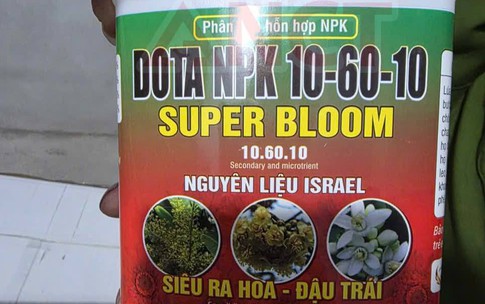 Phân hỗn hợp NPK
DOTA NPK 10-60-10
SUPER BLOOM
10.60.10
Secondary and microtrient
NGUYÊN LIỆU ISRAEL
SIÊU RA HOA - ĐẬU TRÁI